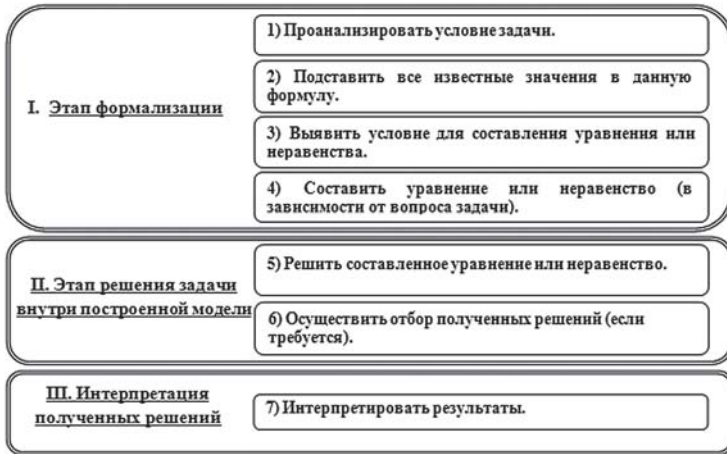 I. Этап формализации
1) Проанализировать условие задачи.
2) Подставить все известные значения в данную
формулу.
3) Выявить условие для составления уравнения или
неравенства.
4) Составить уравнение или неравенство (в
зависимости от вопроса задачи).
II. Этап решения задачи
внутри построенной модели
5) Решить составленное уравнение или неравенство.
6) Осуществить отбор полученных решений (если
требуется).
III. Интерпретация
полученных решений
7) Интерпретировать результаты.